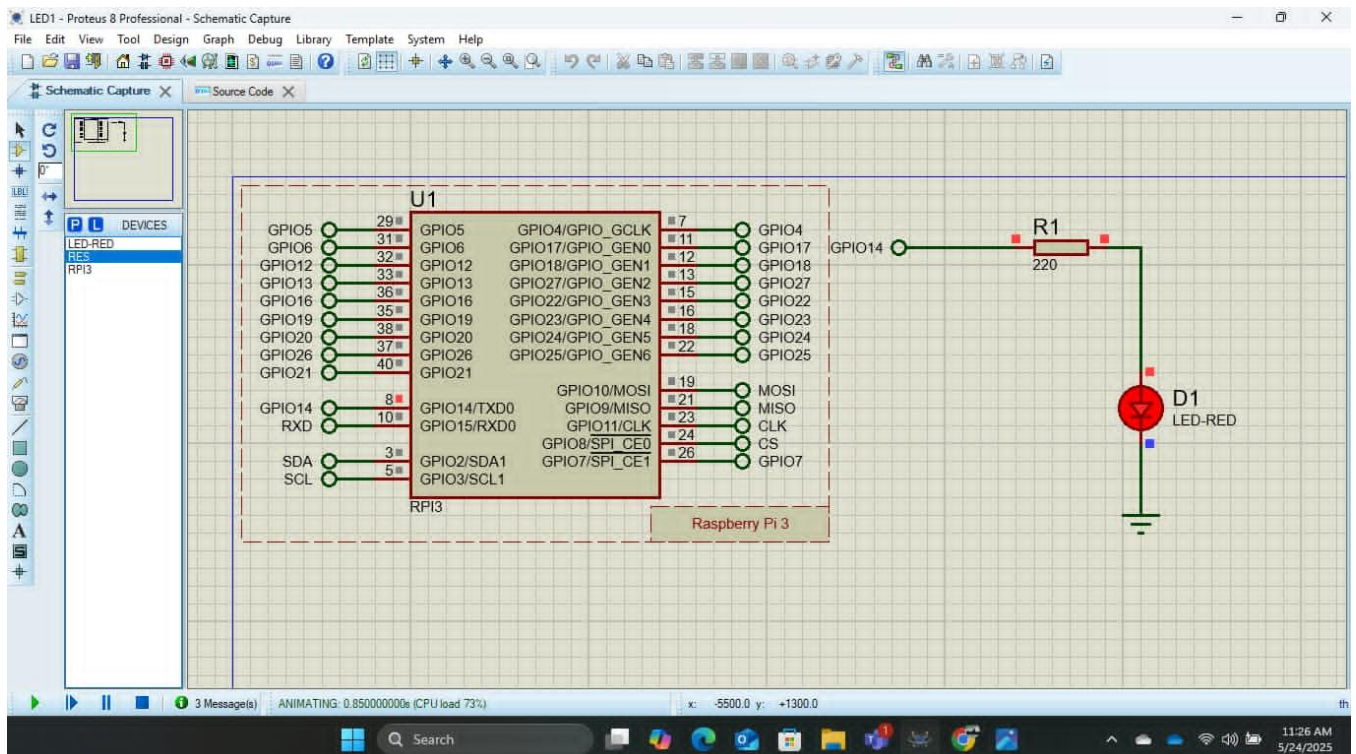 LED1 - Proteus 8 Professional - Schematic Capture
File Edit View Tool Design Graph Debug Library Template System Help
Schematic Capture
Source Code
0°
LBL
P L DEVICES
LED-RED
RES
RPI3
U1
GPIO5 29 GPIO5 GPIO4/GPIO_GCLK 7 GPIO4
GPIO6 31 GPIO6 GPIO17/GPIO_GEN0 11 GPIO17
GPIO12 32 GPIO12 GPIO18/GPIO_GEN1 12 GPIO18
GPIO13 33 GPIO13 GPIO27/GPIO_GEN2 13 GPIO27
GPIO16 36 GPIO16 GPIO22/GPIO_GEN3 15 GPIO22
GPIO19 35 GPIO19 GPIO23/GPIO_GEN4 16 GPIO23
GPIO20 38 GPIO20 GPIO24/GPIO_GEN5 18 GPIO24
GPIO26 37 GPIO26 GPIO25/GPIO_GEN6 22 GPIO25
GPIO21 40 GPIO21
GPIO10/MOSI 19 MOSI
GPIO14 8 GPIO14/TXD0 GPIO9/MISO 21 MISO
RXD 10 GPIO15/RXD0 GPIO11/CLK 23 CLK
GPIO8/SPI_CE0 24 CS
SDA 3 GPIO2/SDA1 GPIO7/SPI_CE1 26 GPIO7
SCL 5 GPIO3/SCL1
RPI3
Raspberry Pi 3
GPIO14
R1
220
D1
LED-RED
A
S
3 Message(s) ANIMATING: 0.850000000s (CPU load 73%) x: -5500.0 y: +1300.0 th
Search
11:26 AM
5/24/2025